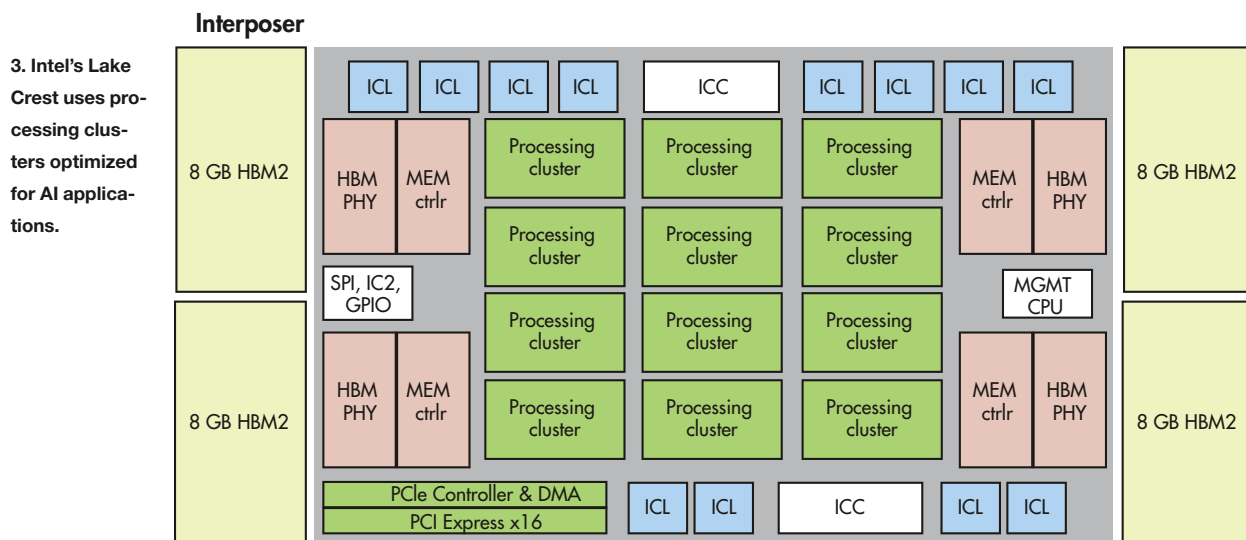 Interposer
3. Intel's Lake
Crest uses pro-
cessing clus-
ters optimized
for AI applica-
tions.
8 GB HBM2
ICL
ICL
ICL
ICL
ICC
ICL
ICL
ICL
ICL
8 GB HBM2
HBM
PHY
MEM
ctrlr
Processing
cluster
Processing
cluster
Processing
cluster
MEM
ctrlr
HBM
PHY
Processing
cluster
Processing
cluster
Processing
cluster
SPI, IC2,
GPIO
MGMT
CPU
8 GB HBM2
HBM
PHY
MEM
ctrlr
Processing
cluster
Processing
cluster
Processing
cluster
MEM
ctrlr
HBM
PHY
8 GB HBM2
Processing
cluster
Processing
cluster
Processing
cluster
PCIe Controller & DMA
PCI Express x16
ICL
ICL
ICC
ICL
ICL